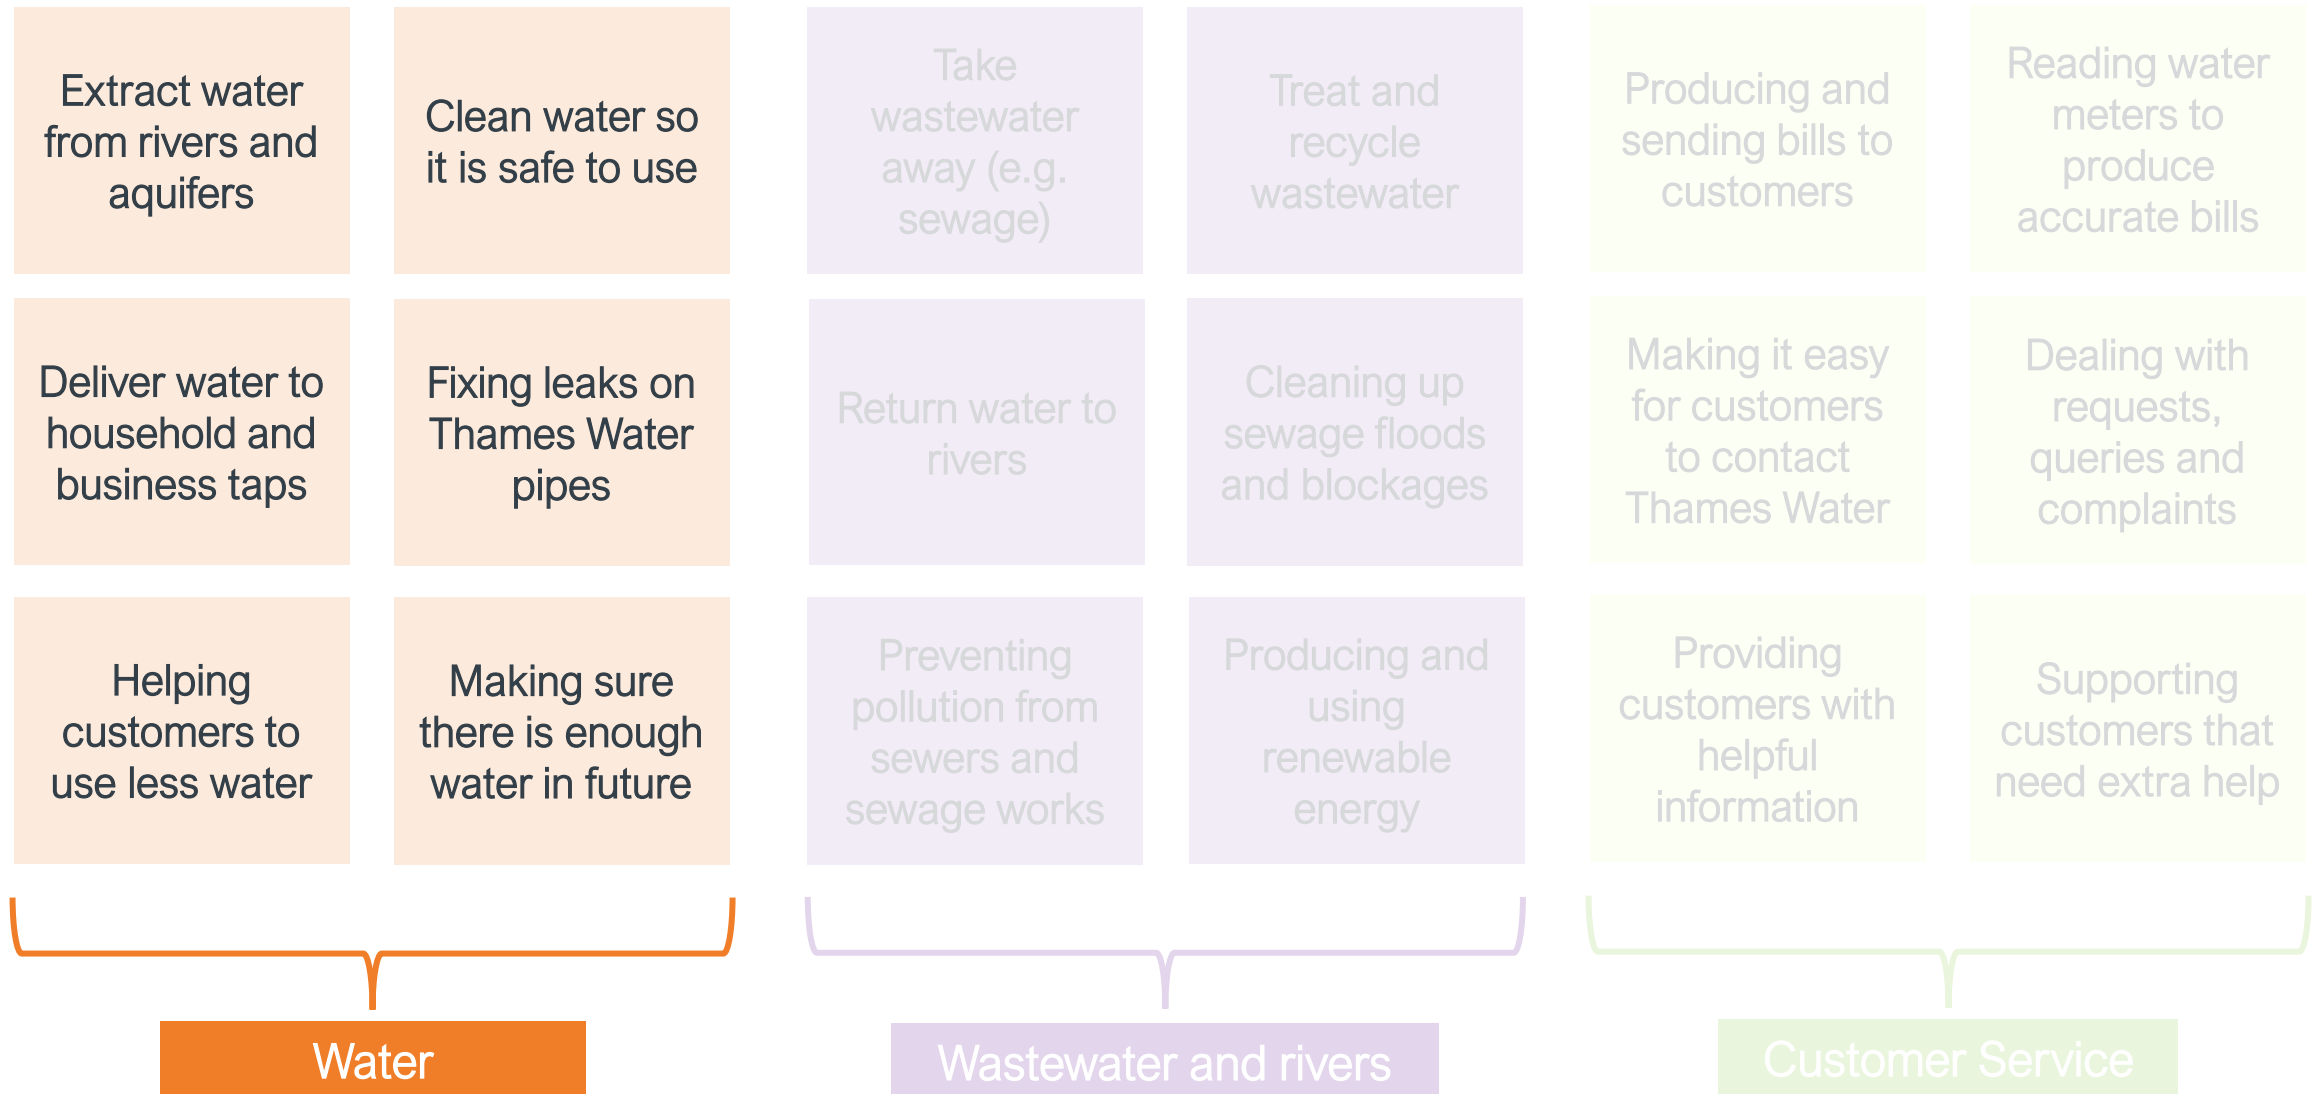 Extract water
from rivers and
aquifers
Clean water so
it is safe to use
Take
wastewater
away (e.g.
sewage)
Treat and
recycle
wastewater
Producing and
sending bills to
customers
Reading water
meters to
produce
accurate bills
Deliver water to
household and
business taps
Fixing leaks on
Thames Water
pipes
Return water to
rivers
Cleaning up
sewage floods
and blockages
Making it easy
for customers
to contact
Thames Water
Dealing with
requests,
queries and
complaints
Helping
customers to
use less water
Making sure
there is enough
water in future
Preventing
pollution from
sewers and
sewage works
Producing and
using
renewable
energy
Providing
customers with
helpful
information
Supporting
customers that
need extra help
Water
Wastewater and rivers
Customer Service